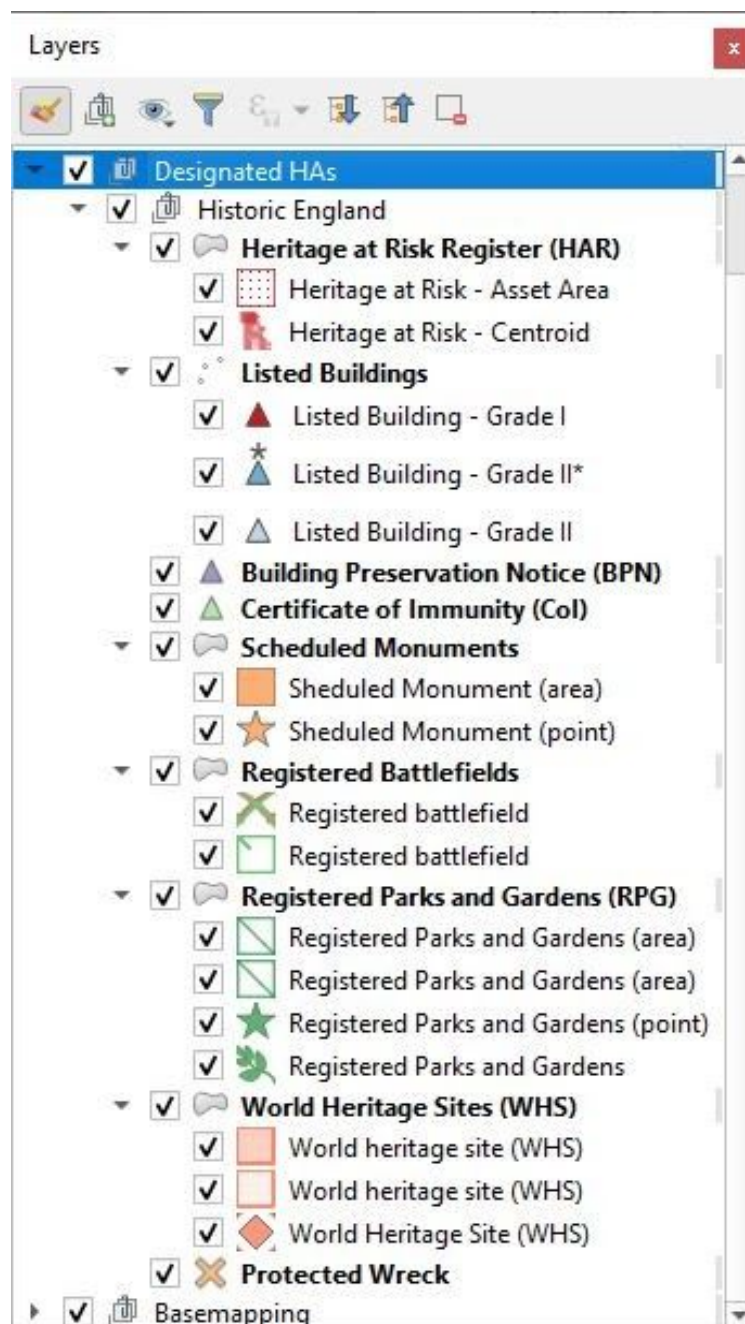 Layers
Designated HAs
Historic England
Heritage at Risk Register (HAR)
Heritage at Risk - Asset Area
Heritage at Risk - Centroid
Listed Buildings
Listed Building - Grade I
Listed Building - Grade II*
Listed Building - Grade II
Building Preservation Notice (BPN)
Certificate of Immunity (CoI)
Scheduled Monuments
Sheduled Monument (area)
Sheduled Monument (point)
Registered Battlefields
Registered battlefield
Registered battlefield
Registered Parks and Gardens (RPG)
Registered Parks and Gardens (area)
Registered Parks and Gardens (area)
Registered Parks and Gardens (point)
Registered Parks and Gardens
World Heritage Sites (WHS)
World heritage site (WHS)
World heritage site (WHS)
World Heritage Site (WHS)
Protected Wreck
Basemapping